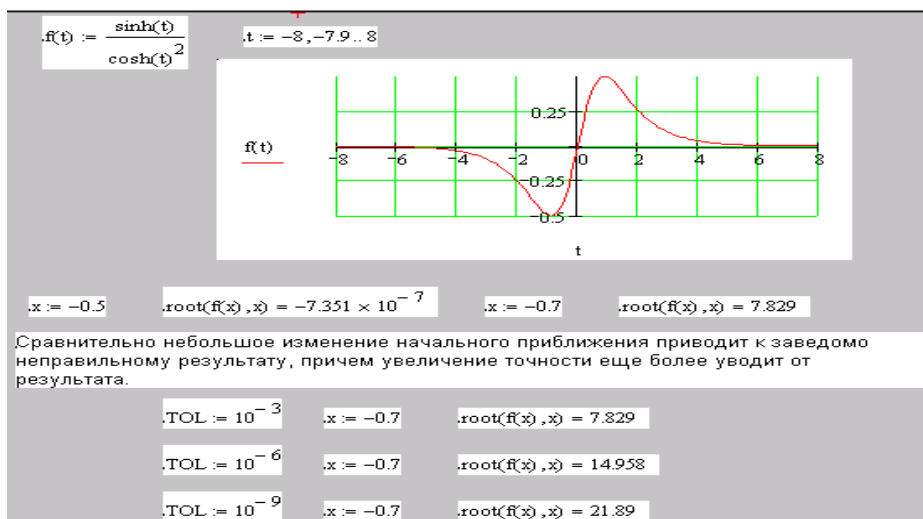 .f(t) := sinh(t)
cosh(t)²
.t := −8,−7.9.. 8
0.25
f(t)
−8 −6 −4 −2 0 2 4 6 8
−0.25
−0.5
t
.x := −0.5 .root(f(x),x) = −7.351 × 10⁻⁷ .x := −0.7 .root(f(x),x) = 7.829
Сравнительно небольшое изменение начального приближения приводит к заведомо
неправильному результату, причем увеличение точности еще более уводит от
результата.
.TOL := 10⁻³ .x := −0.7 .root(f(x),x) = 7.829
.TOL := 10⁻⁶ .x := −0.7 .root(f(x),x) = 14.958
.TOL := 10⁻⁹ .x := −0.7 .root(f(x),x) = 21.89